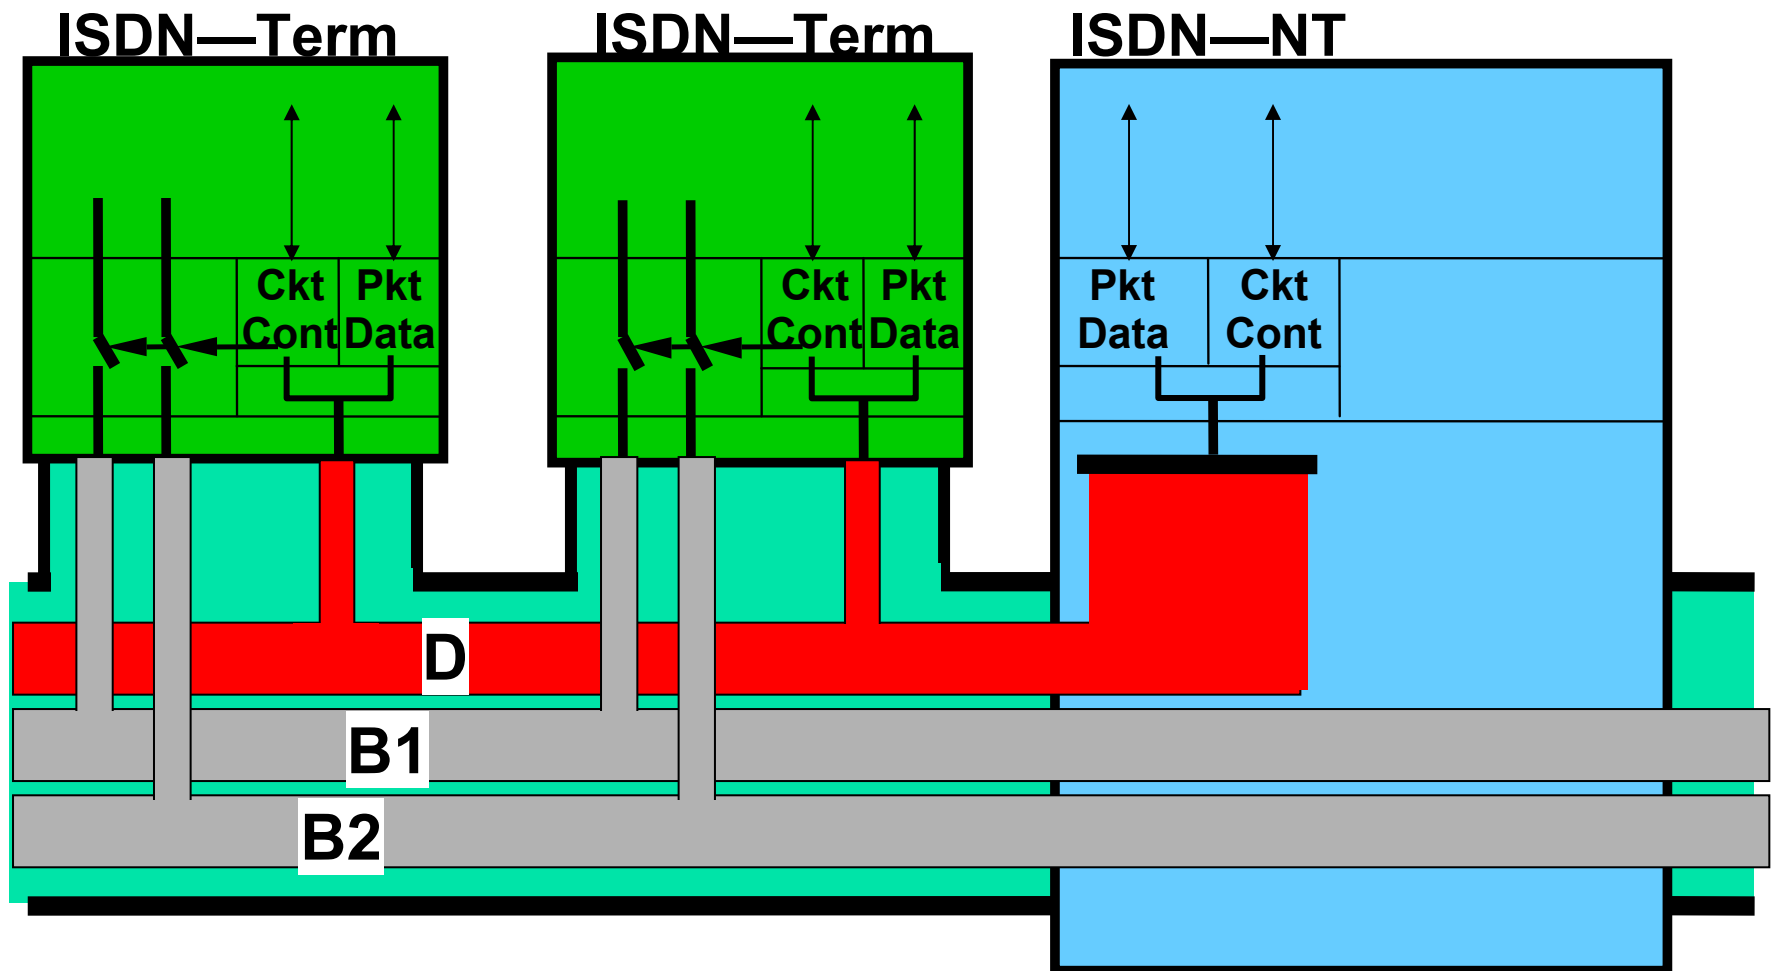 ISDN—Term
ISDN—Term
ISDN—NT
Ckt
Cont
Pkt
Data
Ckt
Cont
Pkt
Data
Pkt
Data
Ckt
Cont
D
B1
B2